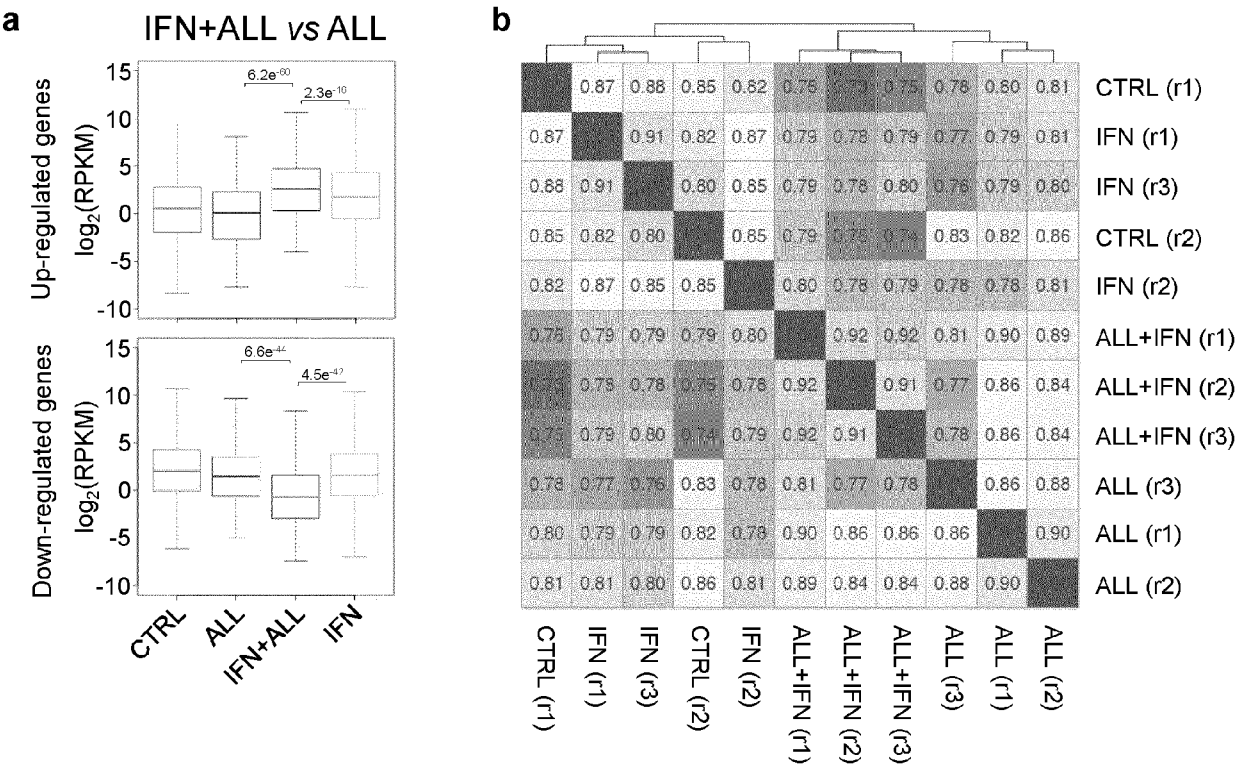 a
IFN+ALL vs ALL
Up-regulated genes
log2(RPKM)
15
10
5
0
-5
-10
6.2e-60
2.3e-16
Down-regulated genes
log2(RPKM)
15
10
5
0
-5
-10
6.6e-44
4.5e-42
CTRL
ALL
IFN+ALL
IFN
b
0.87 0.88 0.85 0.82 0.80 0.81 CTRL (r1)
0.87 0.91 0.82 0.87 0.79 0.78 0.79 0.77 0.79 0.81 IFN (r1)
0.88 0.91 0.80 0.85 0.79 0.78 0.80 0.76 0.79 0.80 IFN (r3)
0.85 0.82 0.80 0.85 0.79 0.74 0.83 0.82 0.86 CTRL (r2)
0.82 0.87 0.85 0.85 0.80 0.78 0.79 0.78 0.78 0.81 IFN (r2)
0.79 0.79 0.79 0.80 0.92 0.92 0.81 0.90 0.89 ALL+IFN (r1)
0.78 0.78 0.78 0.92 0.91 0.77 0.86 0.84 ALL+IFN (r2)
0.79 0.80 0.74 0.79 0.92 0.91 0.78 0.86 0.84 ALL+IFN (r3)
0.78 0.77 0.76 0.83 0.78 0.81 0.77 0.78 0.86 0.88 ALL (r3)
0.80 0.79 0.79 0.82 0.78 0.90 0.86 0.86 0.86 0.90 ALL (r1)
0.81 0.81 0.80 0.86 0.81 0.89 0.84 0.84 0.88 0.90 ALL (r2)
CTRL (r1)
IFN (r1)
IFN (r3)
CTRL (r2)
IFN (r2)
ALL+IFN (r1)
ALL+IFN (r2)
ALL+IFN (r3)
ALL (r3)
ALL (r1)
ALL (r2)